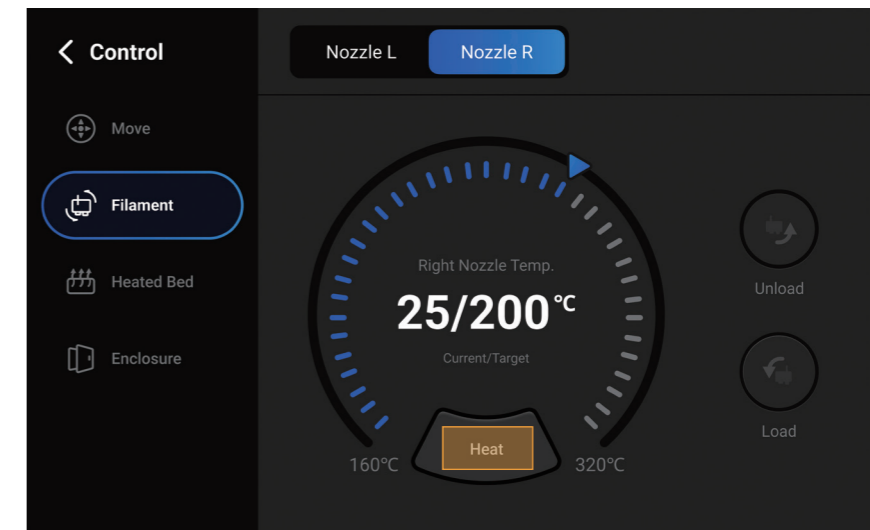 Control
Nozzle L
Nozzle R
Move
Filament
Heated Bed
Enclosure
Right Nozzle Temp.
25/200℃
Current/Target
Heat
160℃
320℃
Unload
Load